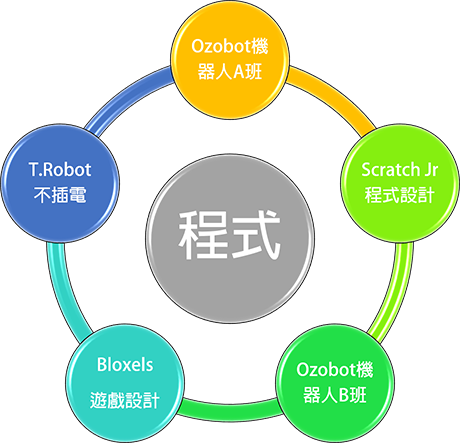 Ozobot機
器人A班
Scratch Jr
程式設計
Ozobot機
器人B班
Bloxels
遊戲設計
T.Robot
不插電
程式